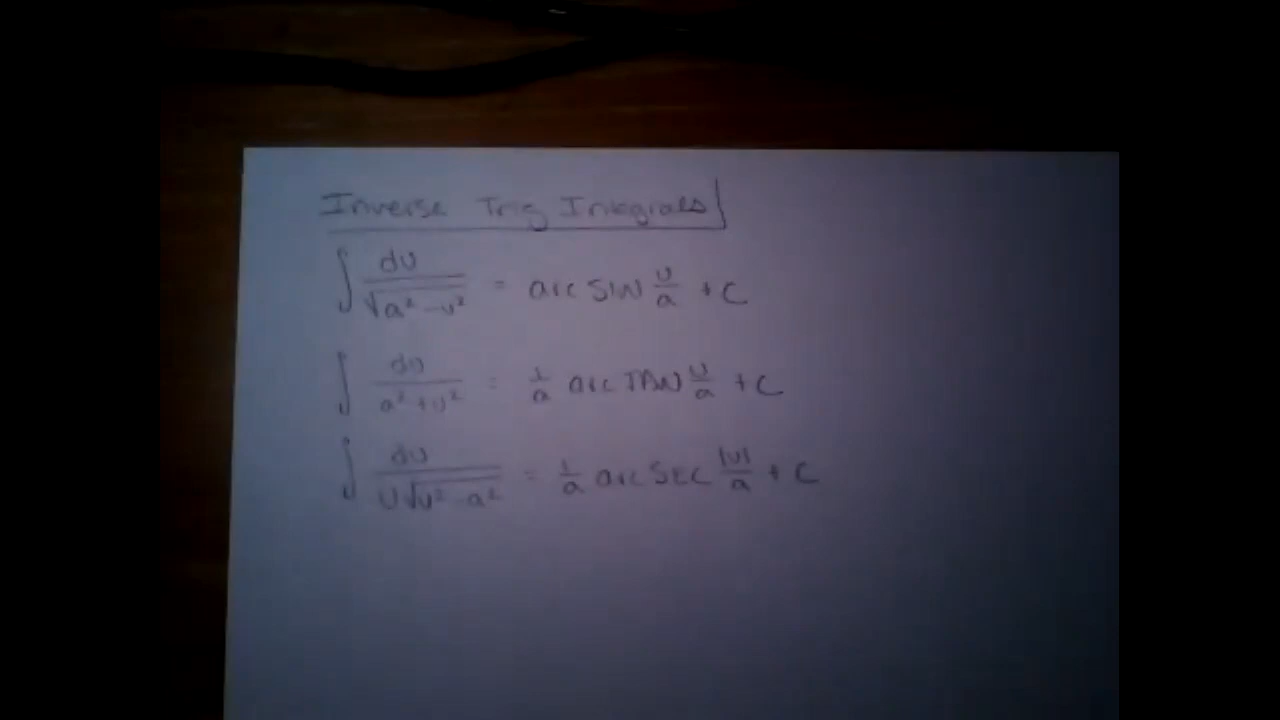 Inverse Trig Integrals
∫ du/√(a² - u²) = arc sin u/a + C
∫ du/(a² + u²) = 1/a arc TAN u/a + C
∫ du/(u√(u² - a²)) = 1/a arc Sec |u|/a + C